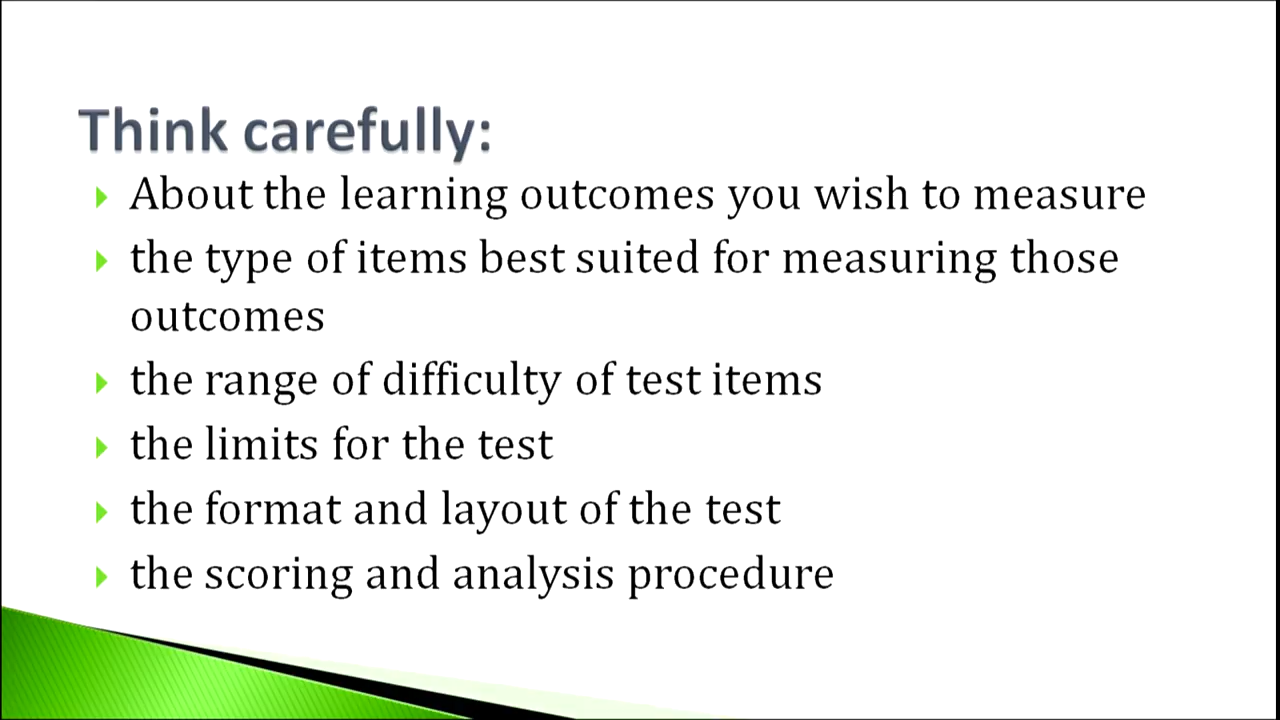 Think carefully:
About the learning outcomes you wish to measure
the type of items best suited for measuring those
outcomes
the range of difficulty of test items
the limits for the test
the format and layout of the test
the scoring and analysis procedure